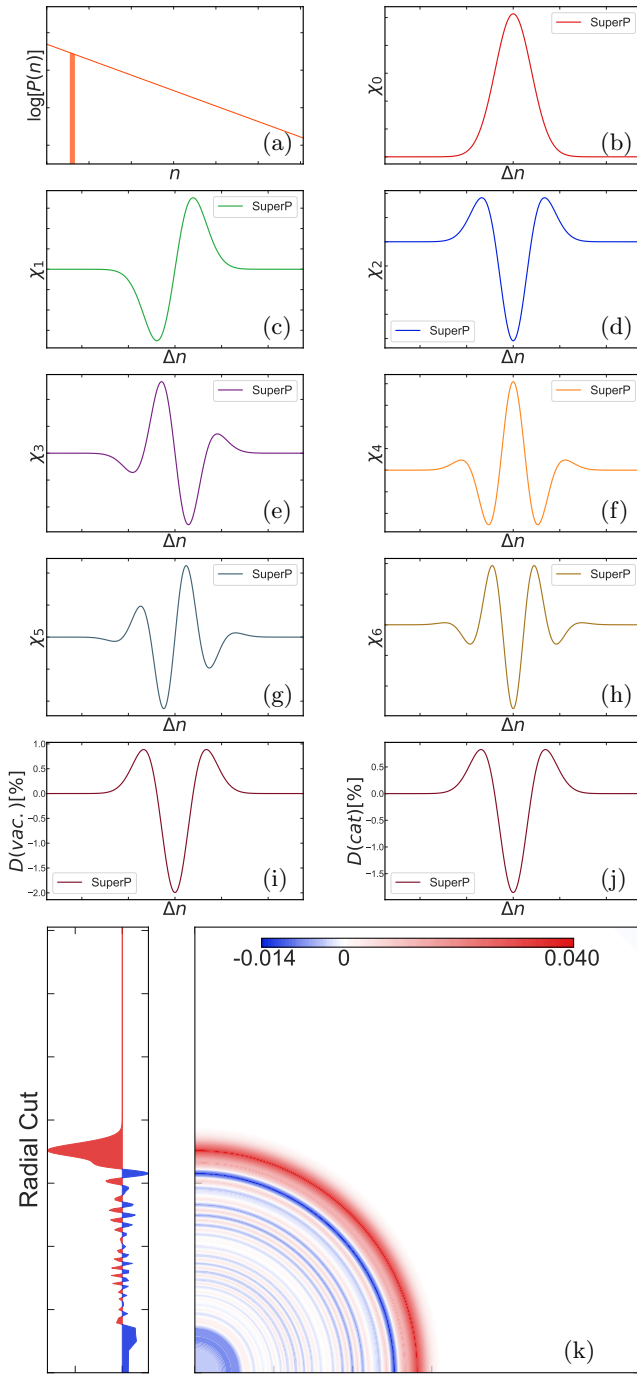 log[P(n)]
(a)
n
χ0
SuperP
(b)
Δn
χ1
SuperP
(c)
Δn
χ2
SuperP
(d)
Δn
χ3
SuperP
(e)
Δn
χ4
SuperP
(f)
Δn
χ5
SuperP
(g)
Δn
χ6
SuperP
(h)
Δn
D(vac.)[%]
1.0
0.5
0.0
−0.5
−1.0
−1.5
−2.0
SuperP
(i)
Δn
D(cat)[%]
0.5
0.0
−0.5
−1.0
−1.5
SuperP
(j)
Δn
Radial Cut
-0.014 0 0.040
(k)